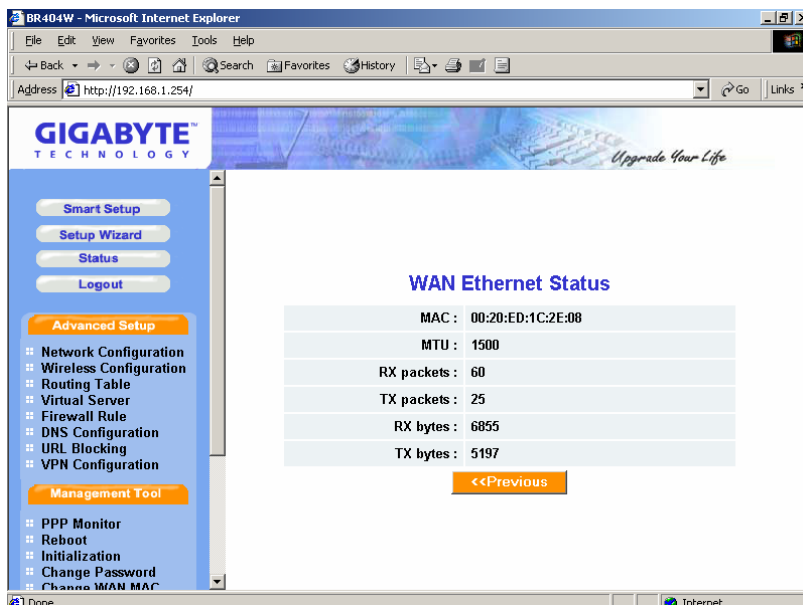 BR404W - Microsoft Internet Explorer
File Edit View Favorites Tools Help
Back Search Favorites History
Address http://192.168.1.254/ Go Links
GIGABYTE™
TECHNOLOGY
Upgrade Your Life
Smart Setup
Setup Wizard
Status
Logout
Advanced Setup
Network Configuration
Wireless Configuration
Routing Table
Virtual Server
Firewall Rule
DNS Configuration
URL Blocking
VPN Configuration
Management Tool
PPP Monitor
Reboot
Initialization
Change Password
Change WAN MAC
WAN Ethernet Status
MAC : 00:20:ED:1C:2E:08
MTU : 1500
RX packets : 60
TX packets : 25
RX bytes : 6855
TX bytes : 5197
<<Previous
Done Internet